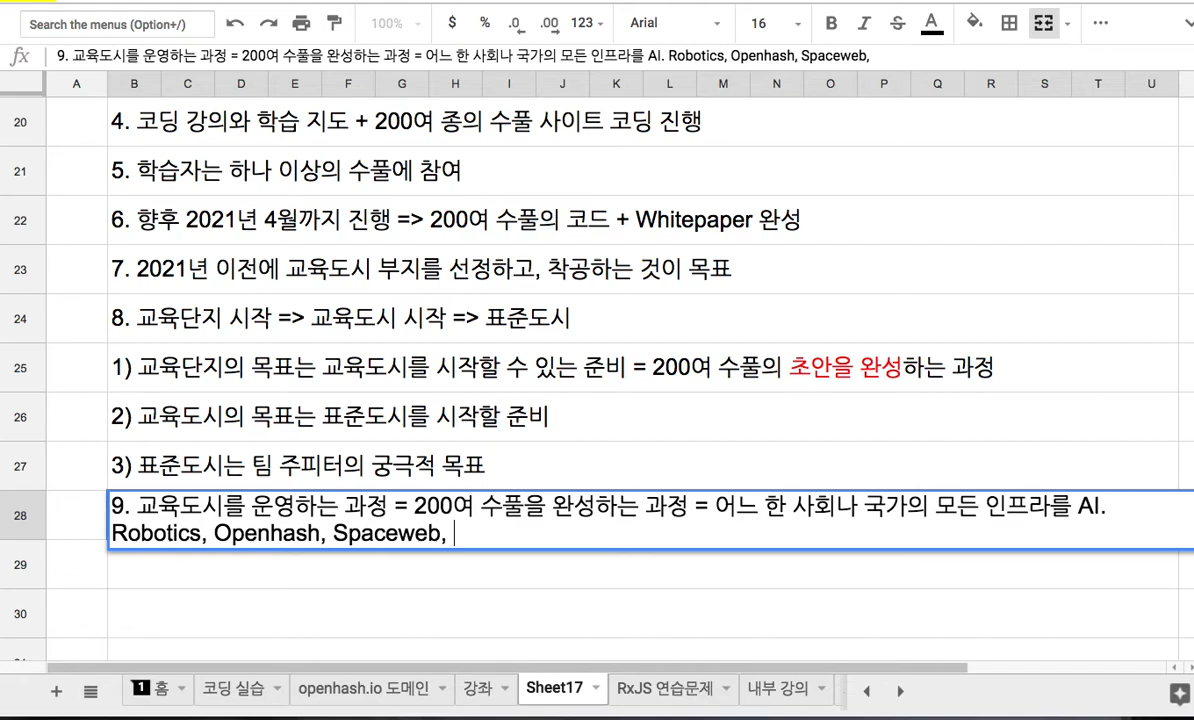 Search the menus (Option+/)
100%
$ % .0 .00 123
Arial
16
B I S A
fx 9. 교육도시를 운영하는 과정 = 200여 수풀을 완성하는 과정 = 어느 한 사회나 국가의 모든 인프라를 AI. Robotics, Openhash, Spaceweb,
A B C D E F G H I J K L M N O P Q R S T U
20 4. 코딩 강의와 학습 지도 + 200여 종의 수풀 사이트 코딩 진행
21 5. 학습자는 하나 이상의 수풀에 참여
22 6. 향후 2021년 4월까지 진행 => 200여 수풀의 코드 + Whitepaper 완성
23 7. 2021년 이전에 교육도시 부지를 선정하고, 착공하는 것이 목표
24 8. 교육단지 시작 => 교육도시 시작 => 표준도시
25 1) 교육단지의 목표는 교육도시를 시작할 수 있는 준비 = 200여 수풀의 초안을 완성하는 과정
26 2) 교육도시의 목표는 표준도시를 시작할 준비
27 3) 표준도시는 팀 주피터의 궁극적 목표
28 9. 교육도시를 운영하는 과정 = 200여 수풀을 완성하는 과정 = 어느 한 사회나 국가의 모든 인프라를 AI.
Robotics, Openhash, Spaceweb,
29
30
1 홈 코딩 실습 openhash.io 도메인 강좌 Sheet17 RxJS 연습문제 내부 강의